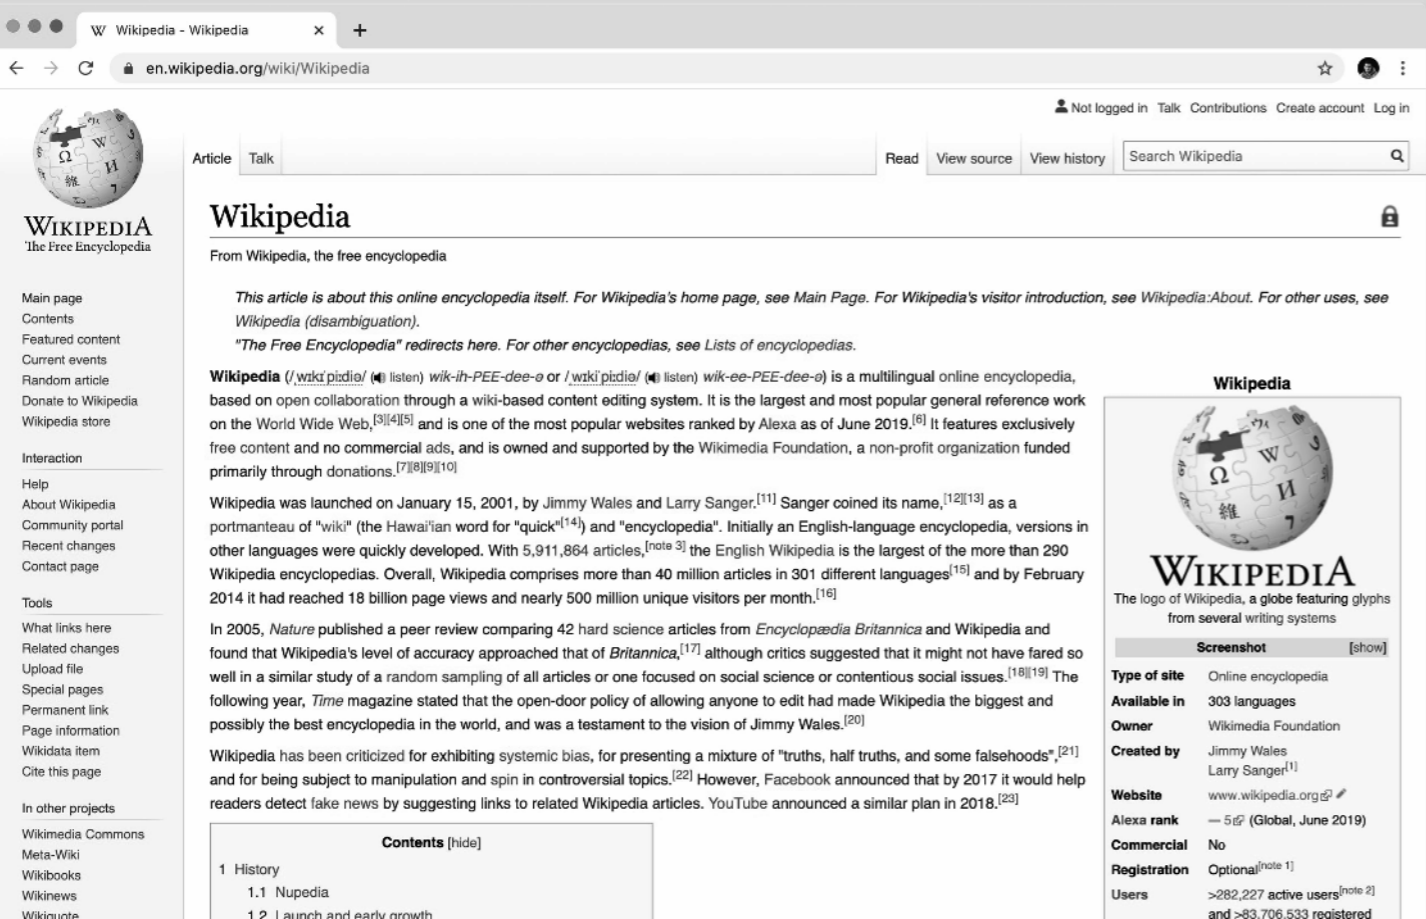 Wikipedia - Wikipedia
en.wikipedia.org/wiki/Wikipedia
Not logged in Talk Contributions Create account Log in
Article Talk Read View source View history Search Wikipedia
WIKIPEDIA
The Free Encyclopedia
Main page
Contents
Featured content
Current events
Random article
Donate to Wikipedia
Wikipedia store
Interaction
Help
About Wikipedia
Community portal
Recent changes
Contact page
Tools
What links here
Related changes
Upload file
Special pages
Permanent link
Page information
Wikidata item
Cite this page
In other projects
Wikimedia Commons
Meta-Wiki
Wikibooks
Wikinews
Wikiquote
Wikipedia
From Wikipedia, the free encyclopedia
This article is about this online encyclopedia itself. For Wikipedia's home page, see Main Page. For Wikipedia's visitor introduction, see Wikipedia:About. For other uses, see
Wikipedia (disambiguation).
"The Free Encyclopedia" redirects here. For other encyclopedias, see Lists of encyclopedias.
Wikipedia (/ˌwɪkɪˈpiːdiə/ (listen) wik-ih-PEE-dee-ə or /ˌwɪkiˈpiːdiə/ (listen) wik-ee-PEE-dee-ə) is a multilingual online encyclopedia,
based on open collaboration through a wiki-based content editing system. It is the largest and most popular general reference work
on the World Wide Web,[3][4][5] and is one of the most popular websites ranked by Alexa as of June 2019.[6] It features exclusively
free content and no commercial ads, and is owned and supported by the Wikimedia Foundation, a non-profit organization funded
primarily through donations.[7][8][9][10]
Wikipedia was launched on January 15, 2001, by Jimmy Wales and Larry Sanger.[11] Sanger coined its name,[12][13] as a
portmanteau of "wiki" (the Hawai'ian word for "quick"[14]) and "encyclopedia". Initially an English-language encyclopedia, versions in
other languages were quickly developed. With 5,911,864 articles,[note 3] the English Wikipedia is the largest of the more than 290
Wikipedia encyclopedias. Overall, Wikipedia comprises more than 40 million articles in 301 different languages[15] and by February
2014 it had reached 18 billion page views and nearly 500 million unique visitors per month.[16]
In 2005, Nature published a peer review comparing 42 hard science articles from Encyclopædia Britannica and Wikipedia and
found that Wikipedia's level of accuracy approached that of Britannica,[17] although critics suggested that it might not have fared so
well in a similar study of a random sampling of all articles or one focused on social science or contentious social issues.[18][19] The
following year, Time magazine stated that the open-door policy of allowing anyone to edit had made Wikipedia the biggest and
possibly the best encyclopedia in the world, and was a testament to the vision of Jimmy Wales.[20]
Wikipedia has been criticized for exhibiting systemic bias, for presenting a mixture of "truths, half truths, and some falsehoods",[21]
and for being subject to manipulation and spin in controversial topics.[22] However, Facebook announced that by 2017 it would help
readers detect fake news by suggesting links to related Wikipedia articles. YouTube announced a similar plan in 2018.[23]
Contents [hide]
1 History
1.1 Nupedia
1.2 Launch and early growth
Wikipedia
WIKIPEDIA
The logo of Wikipedia, a globe featuring glyphs
from several writing systems
Screenshot [show]
Type of site Online encyclopedia
Available in 303 languages
Owner Wikimedia Foundation
Created by Jimmy Wales
Larry Sanger[1]
Website www.wikipedia.org
Alexa rank — 5 (Global, June 2019)
Commercial No
Registration Optional[note 1]
Users >282,227 active users[note 2]
and >83,706,533 registered